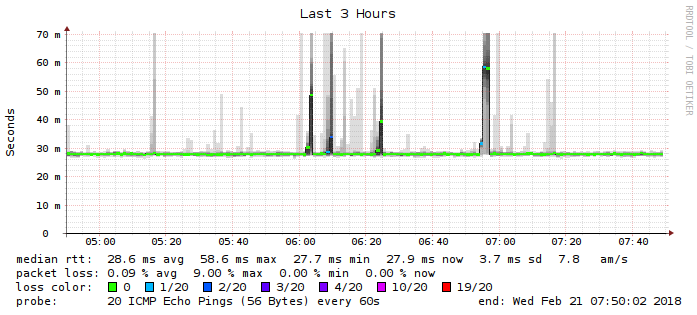 Last 3 Hours
RRDTOOL / TOBI OETIKER
Seconds
70 m
60 m
50 m
40 m
30 m
20 m
10 m
0
05:00 05:20 05:40 06:00 06:20 06:40 07:00 07:20 07:40
median rtt: 28.6 ms avg 58.6 ms max 27.7 ms min 27.9 ms now 3.7 ms sd 7.8 am/s
packet loss: 0.09 % avg 9.00 % max 0.00 % min 0.00 % now
loss color: 0 1/20 2/20 3/20 4/20 10/20 19/20
probe: 20 ICMP Echo Pings (56 Bytes) every 60s end: Wed Feb 21 07:50:02 2018